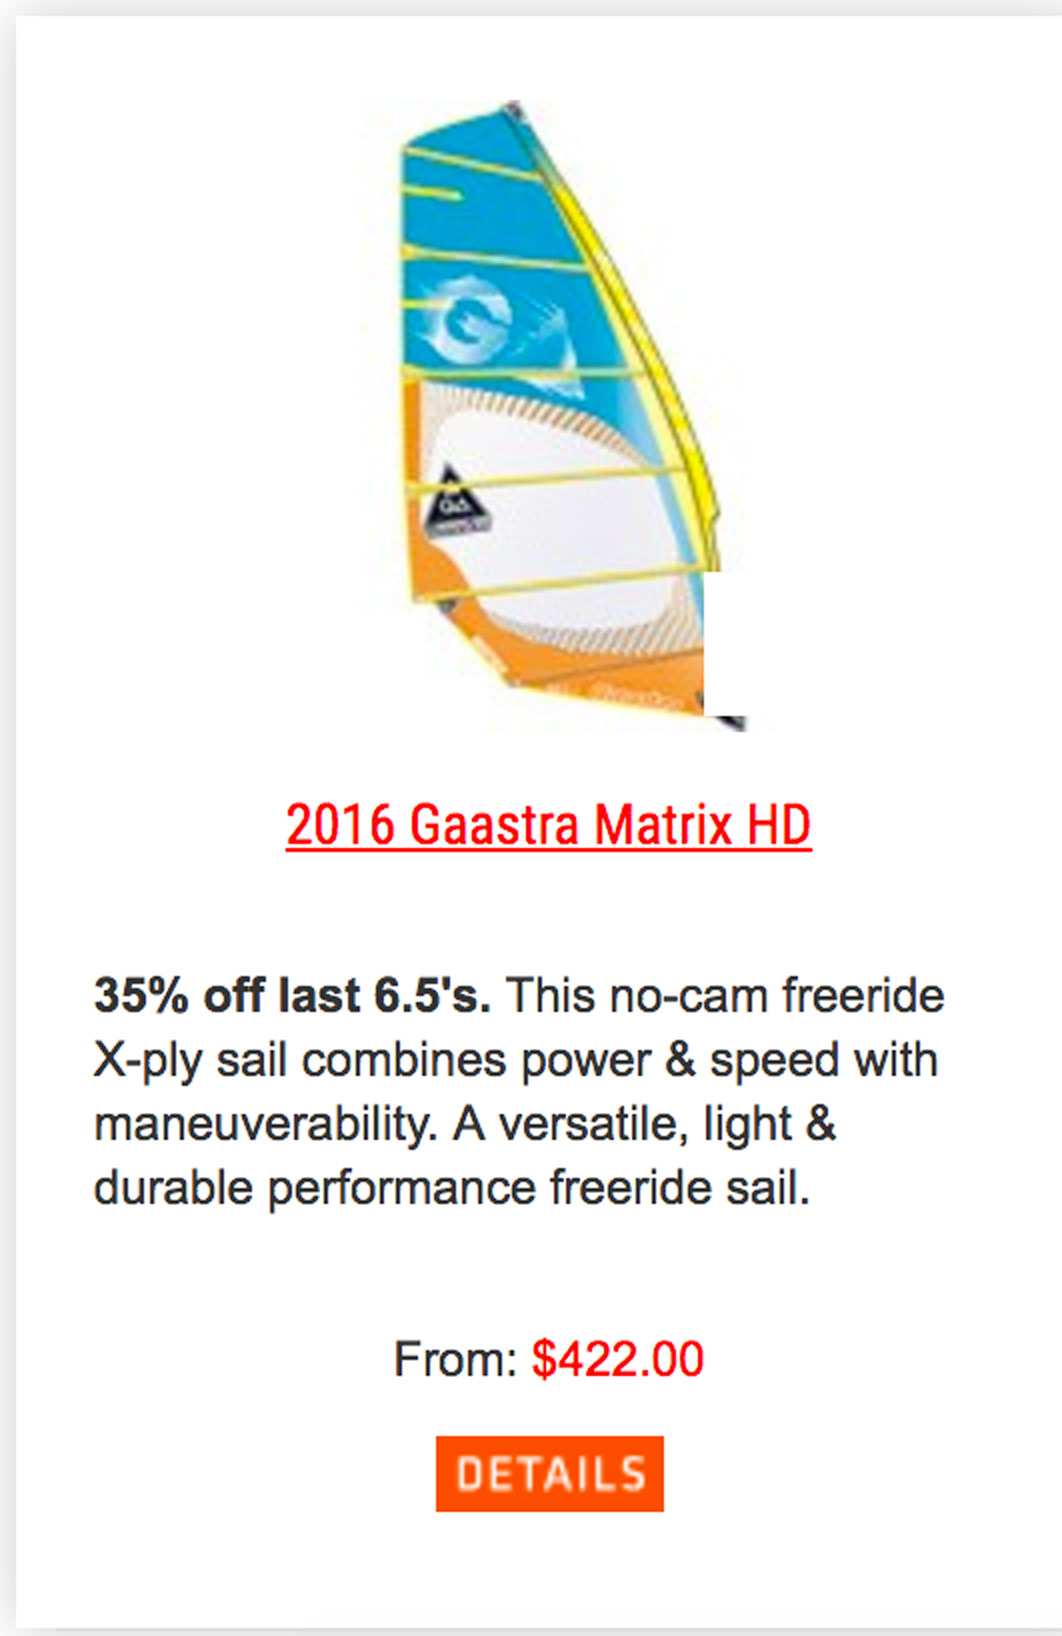 2016 Gaastra Matrix HD
35% off last 6.5's. This no-cam freeride
X-ply sail combines power & speed with
maneuverability. A versatile, light &
durable performance freeride sail.
From: $422.00
DETAILS